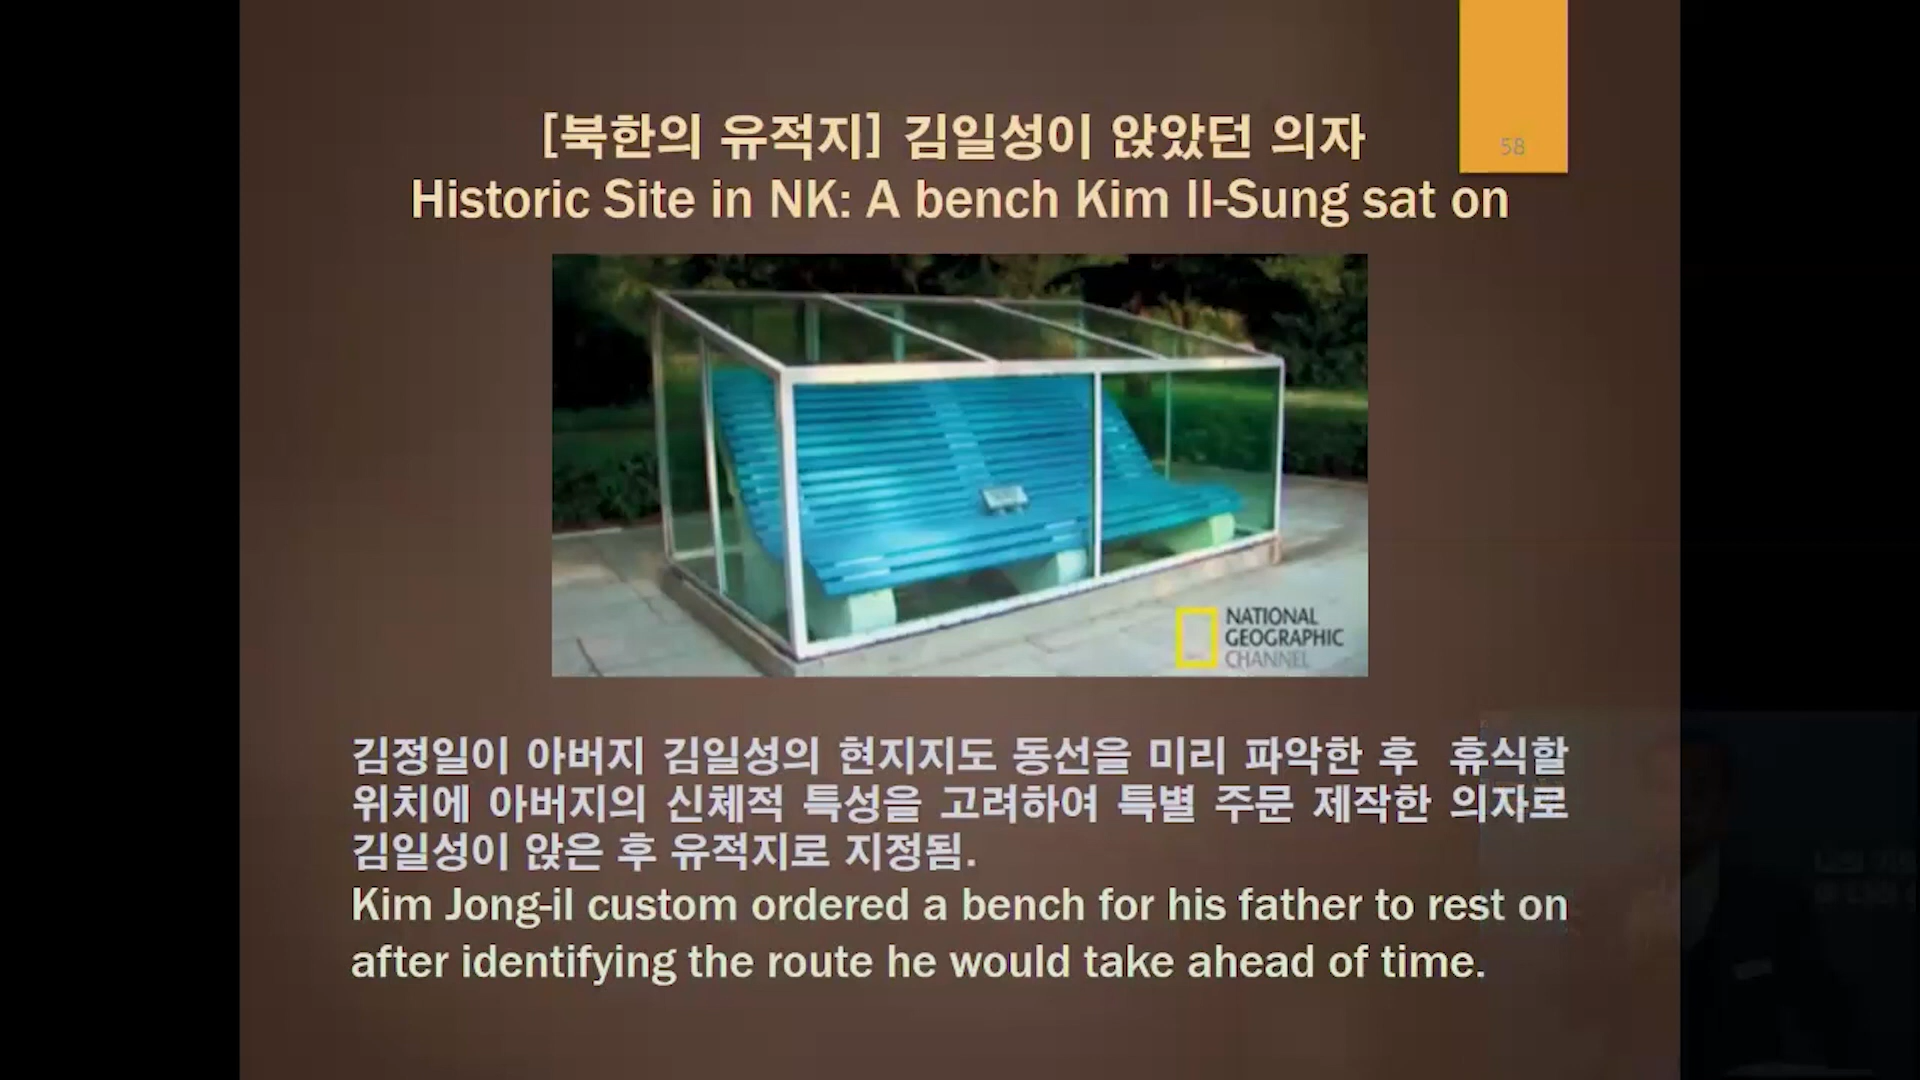 [북한의 유적지] 김일성이 앉았던 의자
58
Historic Site in NK: A bench Kim Il-Sung sat on
NATIONAL
GEOGRAPHIC
CHANNEL
김정일이 아버지 김일성의 현지지도 동선을 미리 파악한 후 휴식할
위치에 아버지의 신체적 특성을 고려하여 특별 주문 제작한 의자로
김일성이 앉은 후 유적지로 지정됨.
Kim Jong-il custom ordered a bench for his father to rest on
after identifying the route he would take ahead of time.